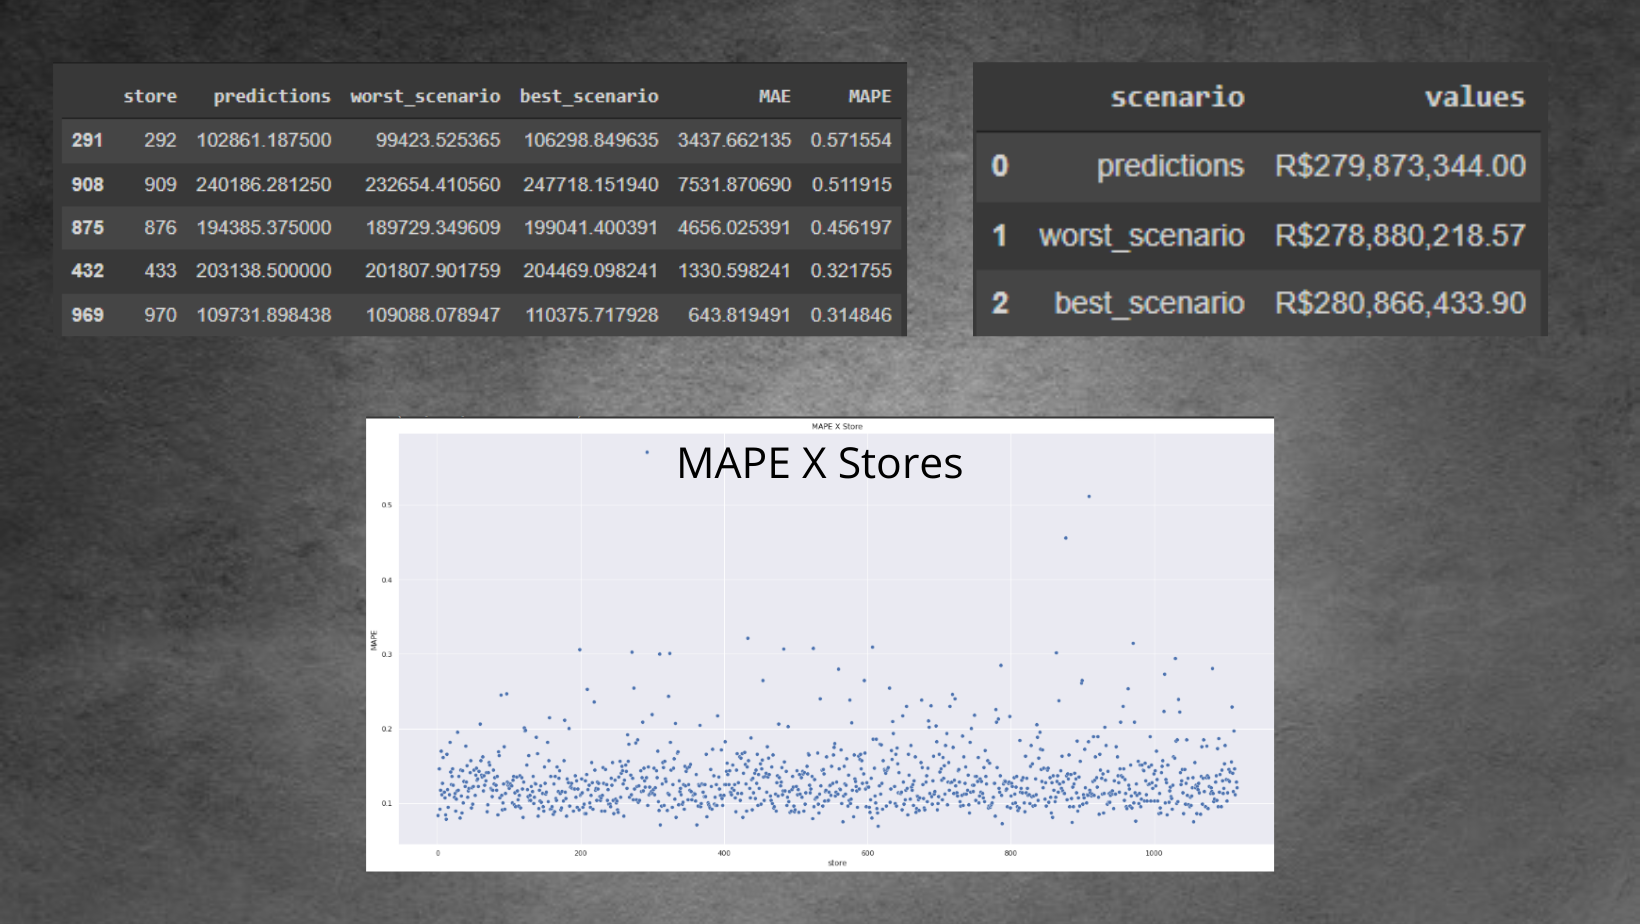 store predictions worst_scenario best_scenario MAE MAPE
291 292 102861.187500 99423.525365 106298.849635 3437.662135 0.571554
908 909 240186.281250 232654.410560 247718.151940 7531.870690 0.511915
875 876 194385.375000 189729.349609 199041.400391 4656.025391 0.456197
432 433 203138.500000 201807.901759 204469.098241 1330.598241 0.321755
969 970 109731.898438 109088.078947 110375.717928 643.819491 0.314846
scenario values
0 predictions R$279,873,344.00
1 worst_scenario R$278,880,218.57
2 best_scenario R$280,866,433.90
MAPE X Store
MAPE X Stores
0.5
0.4
MAPE
0.3
0.2
0.1
0 200 400 600 800 1000
store